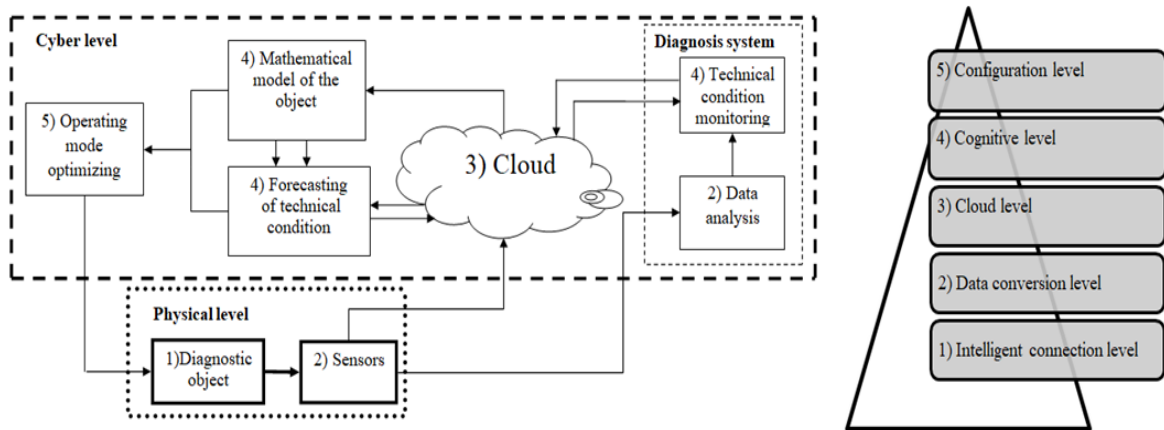 Cyber level
4) Mathematical
model of the
object
Diagnosis system
4) Technical
condition
monitoring
5) Operating
mode
optimizing
3) Cloud
4) Forecasting
of technical
condition
2) Data
analysis
Physical level
1)Diagnostic
object
2) Sensors
5) Configuration level
4) Cognitive level
3) Cloud level
2) Data conversion level
1) Intelligent connection level